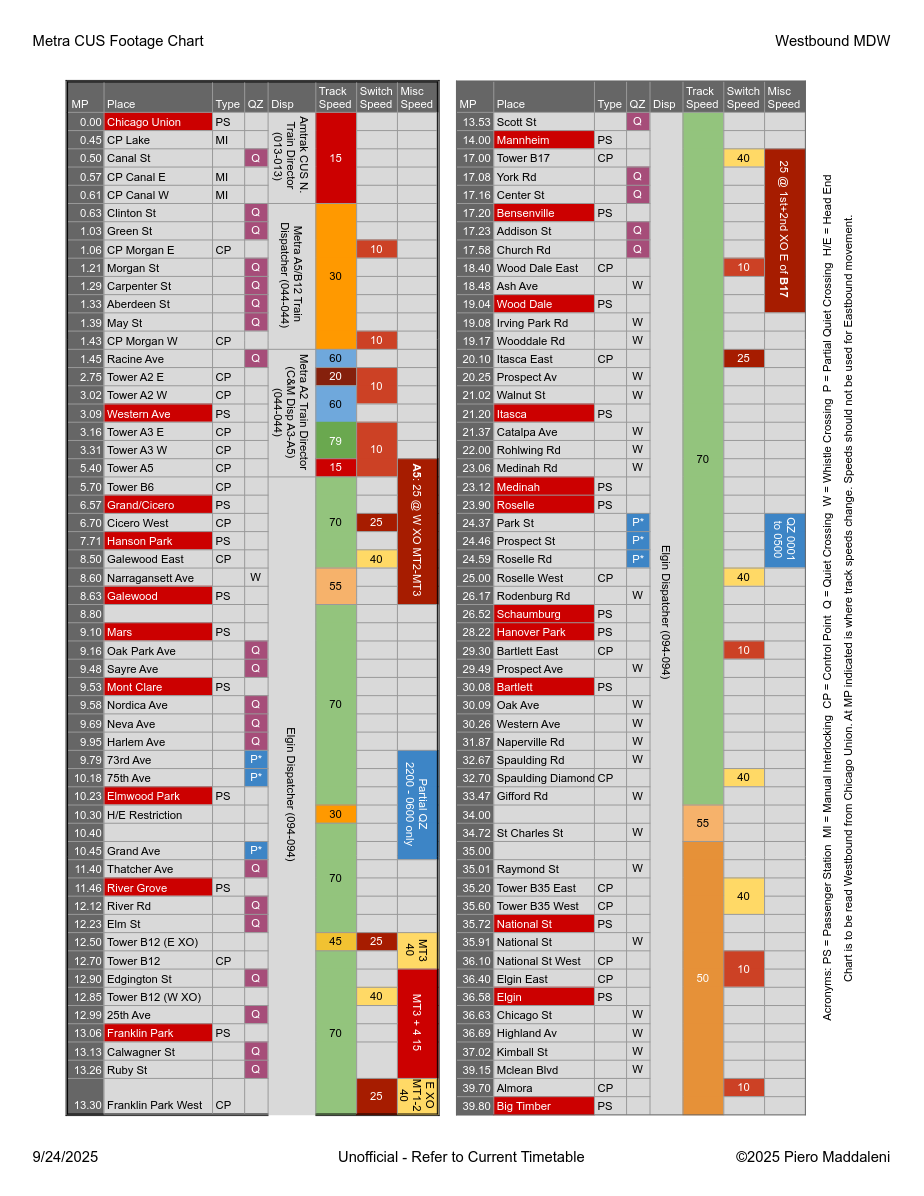 Metra CUS Footage Chart
Westbound MDW
MP Place Type QZ Disp Track Speed Switch Speed Misc Speed
0.00 Chicago Union PS
Amtrak CUS N. Train Director (013-013)
15
0.45 CP Lake MI
0.50 Canal St Q
0.57 CP Canal E MI
0.61 CP Canal W MI
0.63 Clinton St Q
Metra A5/B12 Train Dispatcher (044-044)
30
1.03 Green St Q
1.06 CP Morgan E CP 10
1.21 Morgan St Q
1.29 Carpenter St Q
1.33 Aberdeen St Q
1.39 May St Q
1.43 CP Morgan W CP 10
1.45 Racine Ave Q 60
Metra A2 Train Director (C&M Disp A3-A5) (044-044)
2.75 Tower A2 E CP 20 10
3.02 Tower A2 W CP 60
3.09 Western Ave PS
3.16 Tower A3 E CP 79 10
3.31 Tower A3 W CP
5.40 Tower A5 CP 15
A5: 25 @ W XO MT2-MT3
5.70 Tower B6 CP
Elgin Dispatcher (094-094)
70
6.57 Grand/Cicero PS
6.70 Cicero West CP 25
7.71 Hanson Park PS
8.50 Galewood East CP 40
8.60 Narragansett Ave W 55
8.63 Galewood PS
8.80
70
9.10 Mars PS
9.16 Oak Park Ave Q
9.48 Sayre Ave Q
9.53 Mont Clare PS
9.58 Nordica Ave Q
9.69 Neva Ave Q
9.95 Harlem Ave Q
9.79 73rd Ave P*
Partial QZ 2200 - 0600 only
10.18 75th Ave P*
10.23 Elmwood Park PS
10.30 H/E Restriction 30
10.40
70
10.45 Grand Ave P*
11.40 Thatcher Ave Q
11.46 River Grove PS
12.12 River Rd Q
12.23 Elm St Q
12.50 Tower B12 (E XO) 45 25
MT3 40
12.70 Tower B12 CP
70
12.90 Edgington St Q
MT3 + 4 15
12.85 Tower B12 (W XO) 40
12.99 25th Ave Q
13.06 Franklin Park PS
13.13 Calwagner St Q
13.26 Ruby St Q
13.30 Franklin Park West CP 25
E XO MT1-2 40
MP Place Type QZ Disp Track Speed Switch Speed Misc Speed
13.53 Scott St Q
Elgin Dispatcher (094-094)
70
14.00 Mannheim PS
17.00 Tower B17 CP 40
25 @ 1st+2nd XO E of B17
17.08 York Rd Q
17.16 Center St Q
17.20 Bensenville PS
17.23 Addison St Q
17.58 Church Rd Q
18.40 Wood Dale East CP 10
18.48 Ash Ave W
19.04 Wood Dale PS
19.08 Irving Park Rd W
19.17 Wooddale Rd W
20.10 Itasca East CP 25
20.25 Prospect Av W
21.02 Walnut St W
21.20 Itasca PS
21.37 Catalpa Ave W
22.00 Rohlwing Rd W
23.06 Medinah Rd W
23.12 Medinah PS
23.90 Roselle PS
24.37 Park St P*
QZ 0001 to 0500
24.46 Prospect St P*
24.59 Roselle Rd P*
25.00 Roselle West CP 40
26.17 Rodenburg Rd W
26.52 Schaumburg PS
28.22 Hanover Park PS
29.30 Bartlett East CP 10
29.49 Prospect Ave W
30.08 Bartlett PS
30.09 Oak Ave W
30.26 Western Ave W
31.87 Naperville Rd W
32.67 Spaulding Rd W
32.70 Spaulding Diamond CP 40
33.47 Gifford Rd W
34.00 55
34.72 St Charles St W
35.00
50
35.01 Raymond St W
35.20 Tower B35 East CP 40
35.60 Tower B35 West CP
35.72 National St PS
35.91 National St W
36.10 National St West CP 10
36.40 Elgin East CP
36.58 Elgin PS
36.63 Chicago St W
36.69 Highland Av W
37.02 Kimball St W
39.15 Mclean Blvd W
39.70 Almora CP 10
39.80 Big Timber PS
Acronyms: PS = Passenger Station MI = Manual Interlocking CP = Control Point Q = Quiet Crossing W = Whistle Crossing P = Partial Quiet Crossing H/E = Head End
Chart is to be read Westbound from Chicago Union. At MP indicated is where track speeds change. Speeds should not be used for Eastbound movement.
9/24/2025
Unofficial - Refer to Current Timetable
©2025 Piero Maddaleni